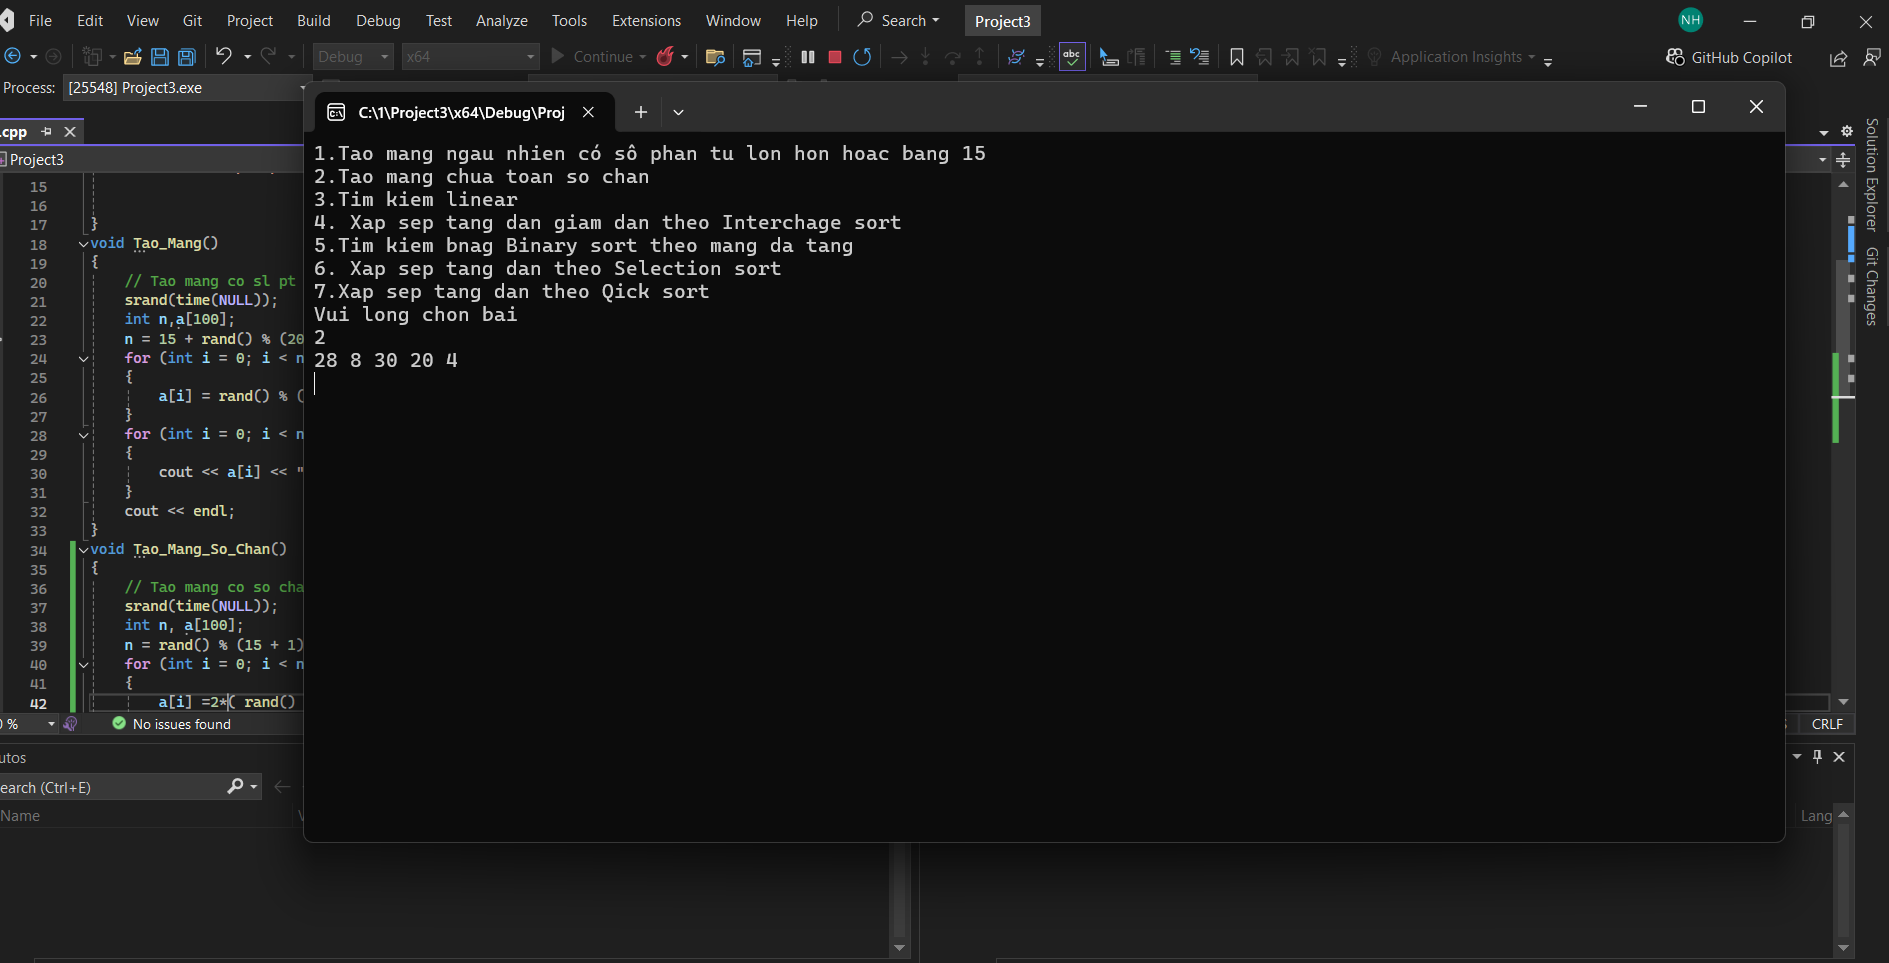 File Edit View Git Project Build Debug Test Analyze Tools Extensions Window Help Search Project3 NH
Debug x64 Continue abc Application Insights GitHub Copilot
Process: [25548] Project3.exe
.cpp
Project3
C:\1\Project3\x64\Debug\Proj
1.Tao mang ngau nhien có sô phan tu lon hon hoac bang 15
2.Tao mang chua toan so chan
3.Tim kiem linear
4. Xap sep tang dan giam dan theo Interchage sort
5.Tim kiem bnag Binary sort theo mang da tang
6. Xap sep tang dan theo Selection sort
7.Xap sep tang dan theo Qick sort
Vui long chon bai
2
28 8 30 20 4
15
16
17 }
18 void Tao_Mang()
19 {
20 // Tao mang co sl pt
21 srand(time(NULL));
22 int n,a[100];
23 n = 15 + rand() % (20
24 for (int i = 0; i < n
25 {
26 a[i] = rand() % (
27 }
28 for (int i = 0; i < n
29 {
30 cout << a[i] << "
31 }
32 cout << endl;
33 }
34 void Tao_Mang_So_Chan()
35 {
36 // Tao mang co so cha
37 srand(time(NULL));
38 int n, a[100];
39 n = rand() % (15 + 1)
40 for (int i = 0; i < n
41 {
42 a[i] =2*( rand()
% No issues found CRLF
utos
earch (Ctrl+E)
Name Lang
Solution Explorer
Git Changes